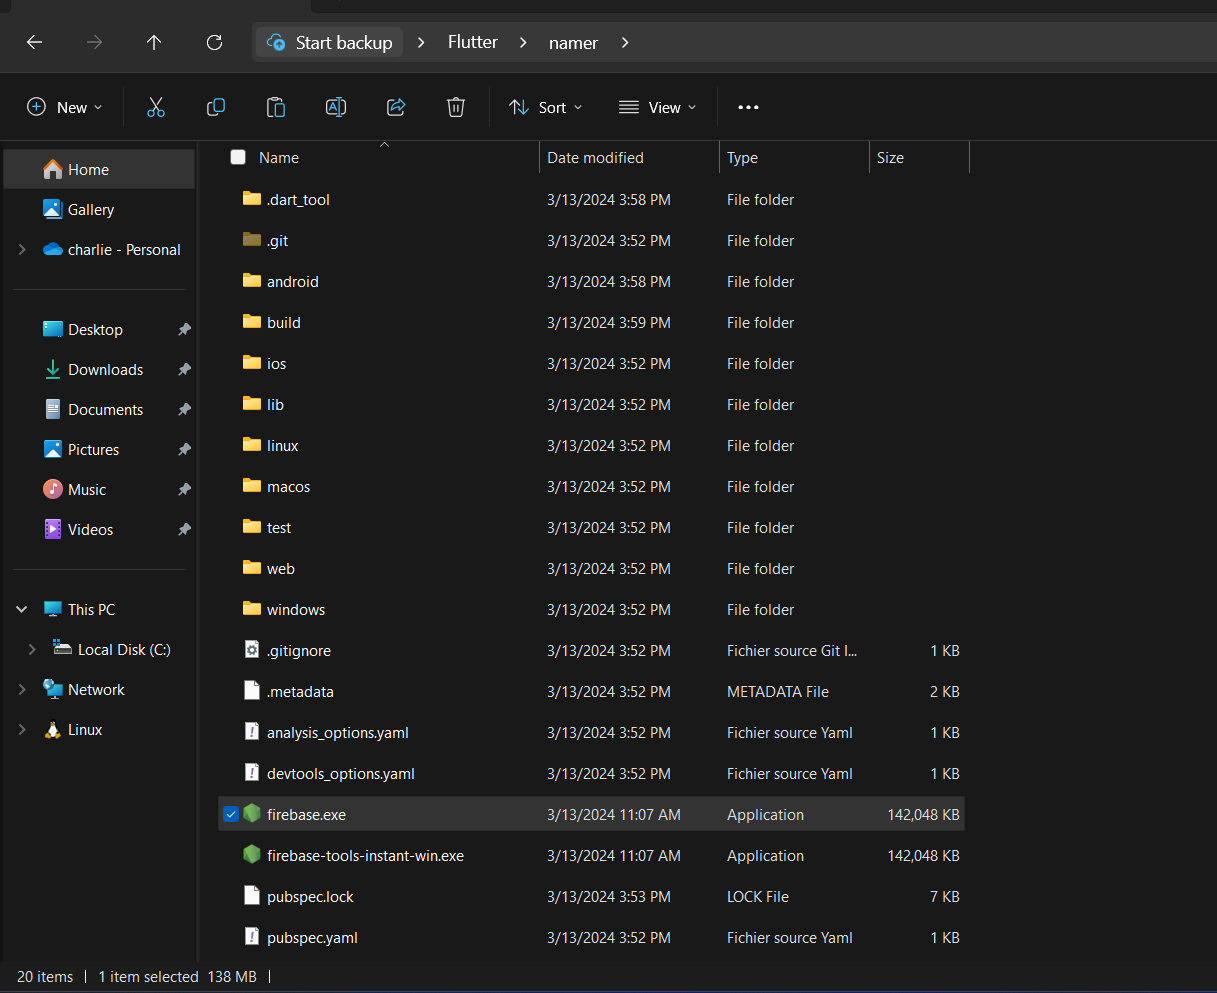 Start backup > Flutter > namer >
New Sort View ...
Name Date modified Type Size
Home
Gallery
charlie - Personal
Desktop
Downloads
Documents
Pictures
Music
Videos
This PC
Local Disk (C:)
Network
Linux
.dart_tool 3/13/2024 3:58 PM File folder
.git 3/13/2024 3:52 PM File folder
android 3/13/2024 3:58 PM File folder
build 3/13/2024 3:59 PM File folder
ios 3/13/2024 3:52 PM File folder
lib 3/13/2024 3:52 PM File folder
linux 3/13/2024 3:52 PM File folder
macos 3/13/2024 3:52 PM File folder
test 3/13/2024 3:52 PM File folder
web 3/13/2024 3:52 PM File folder
windows 3/13/2024 3:52 PM File folder
.gitignore 3/13/2024 3:52 PM Fichier source Git I... 1 KB
.metadata 3/13/2024 3:52 PM METADATA File 2 KB
analysis_options.yaml 3/13/2024 3:52 PM Fichier source Yaml 1 KB
devtools_options.yaml 3/13/2024 3:52 PM Fichier source Yaml 1 KB
firebase.exe 3/13/2024 11:07 AM Application 142,048 KB
firebase-tools-instant-win.exe 3/13/2024 11:07 AM Application 142,048 KB
pubspec.lock 3/13/2024 3:53 PM LOCK File 7 KB
pubspec.yaml 3/13/2024 3:52 PM Fichier source Yaml 1 KB
20 items | 1 item selected 138 MB |